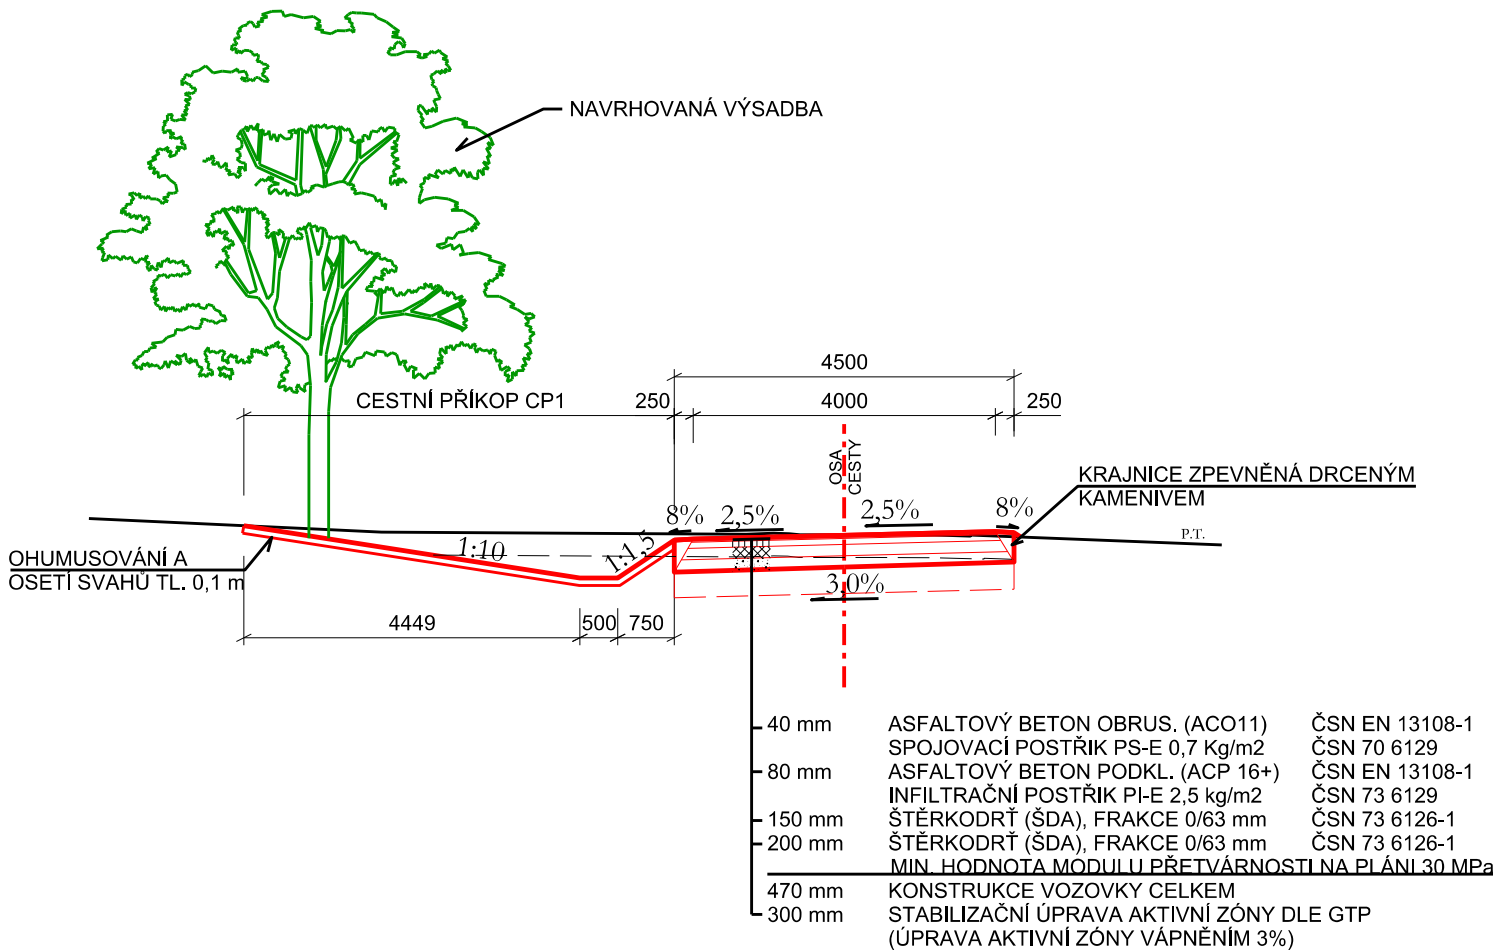 NAVRHOVANÁ VÝSADBA
4500
CESTNÍ PŘÍKOP CP1
250
4000
250
OSA
CESTY
KRAJNICE ZPEVNĚNÁ DRCENÝM
KAMENIVEM
8%
2,5%
2,5%
8%
P.T.
1:10
1:1,5
OHUMUSOVÁNÍ A
OSETÍ SVAHŮ TL. 0,1 m
3,0%
4449
500
750
40 mm ASFALTOVÝ BETON OBRUS. (ACO11) ČSN EN 13108-1
SPOJOVACÍ POSTŘIK PS-E 0,7 Kg/m2 ČSN 70 6129
80 mm ASFALTOVÝ BETON PODKL. (ACP 16+) ČSN EN 13108-1
INFILTRAČNÍ POSTŘIK PI-E 2,5 kg/m2 ČSN 73 6129
150 mm ŠTĚRKODRŤ (ŠDA), FRAKCE 0/63 mm ČSN 73 6126-1
200 mm ŠTĚRKODRŤ (ŠDA), FRAKCE 0/63 mm ČSN 73 6126-1
MIN. HODNOTA MODULU PŘETVÁRNOSTI NA PLÁNI 30 MPa
470 mm KONSTRUKCE VOZOVKY CELKEM
300 mm STABILIZAČNÍ ÚPRAVA AKTIVNÍ ZÓNY DLE GTP
(ÚPRAVA AKTIVNÍ ZÓNY VÁPNĚNÍM 3%)